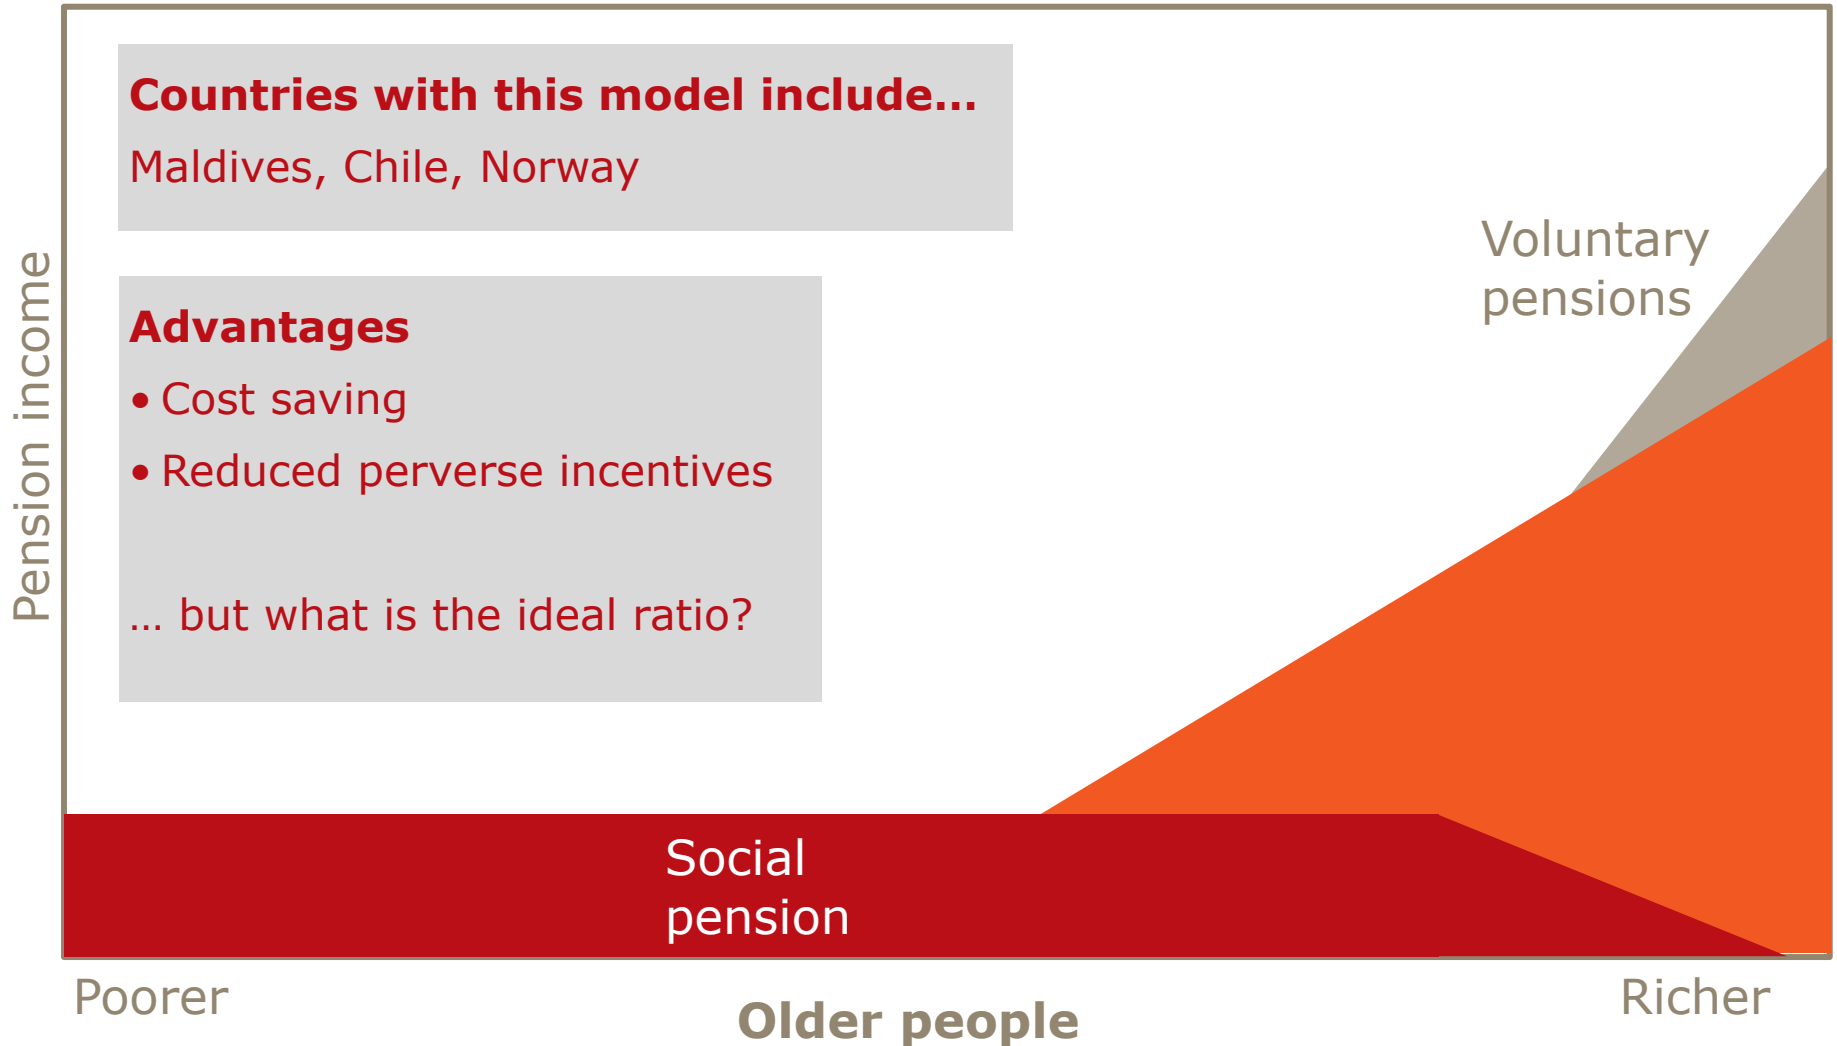 Countries with this model include…
Maldives, Chile, Norway
Advantages
• Cost saving
• Reduced perverse incentives
… but what is the ideal ratio?
Voluntary
pensions
Pension income
Social
pension
Poorer
Older people
Richer